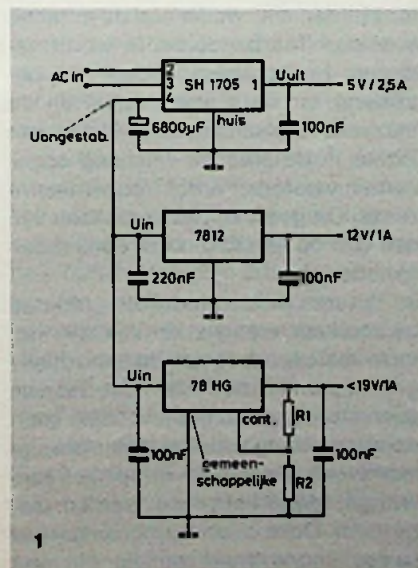 AC in
2
3
4
SH 1705
1
Uuit
5V/2,5A
huis
Uongestab.
6800µF
100nF
Uin
7812
12V/1A
220nF
100nF
Uin
78 HG
<19V/1A
cont.
R1
100nF
gemeen-
schappelijke
R2
100nF
1